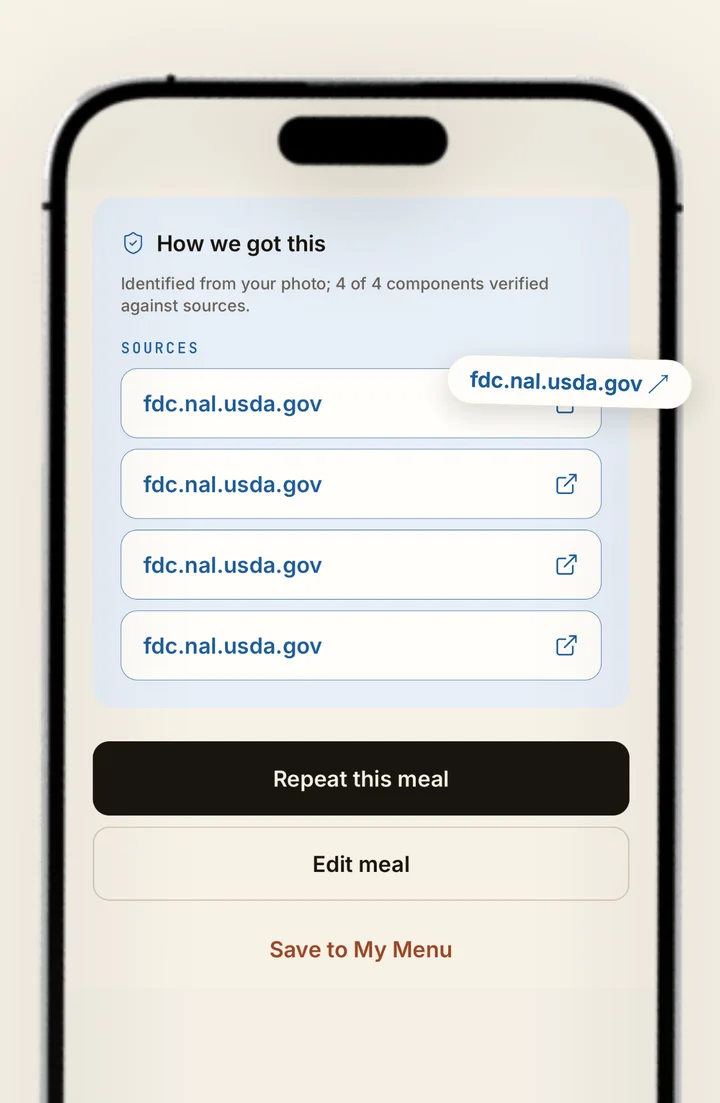 How we got this
Identified from your photo; 4 of 4 components verified
against sources.
SOURCES
fdc.nal.usda.gov
fdc.nal.usda.gov ↗
fdc.nal.usda.gov
fdc.nal.usda.gov
fdc.nal.usda.gov
Repeat this meal
Edit meal
Save to My Menu